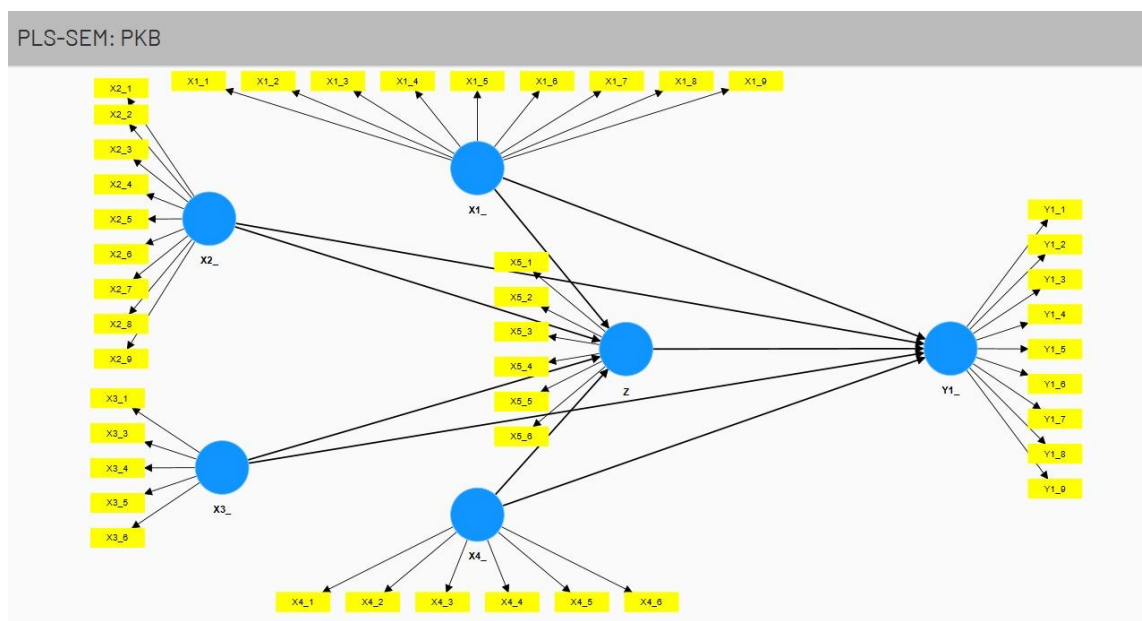 PLS-SEM: PKB
X1_1 X1_2 X1_3 X1_4 X1_5 X1_6 X1_7 X1_8 X1_9
X1_
X2_1
X2_2
X2_3
X2_4
X2_5
X2_6
X2_7
X2_8
X2_9
X2_
X5_1
X5_2
X5_3
X5_4
X5_5
X5_6
Z
Y1_1
Y1_2
Y1_3
Y1_4
Y1_5
Y1_6
Y1_7
Y1_8
Y1_9
Y1_
X3_1
X3_3
X3_4
X3_5
X3_6
X3_
X4_
X4_1 X4_2 X4_3 X4_4 X4_5 X4_6